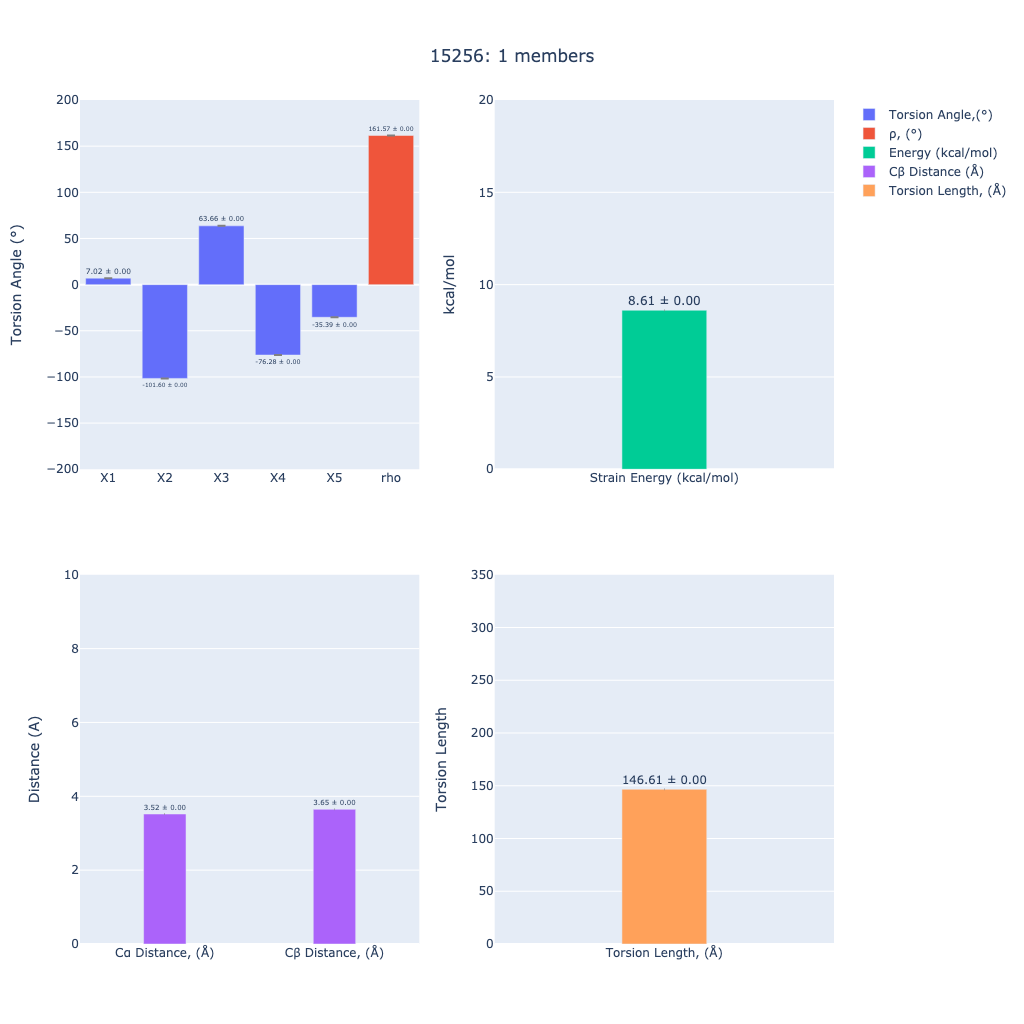 15256: 1 members
200
150
100
50
0
−50
−100
−150
−200
Torsion Angle (°)
7.02 ± 0.00
-101.60 ± 0.00
63.66 ± 0.00
-76.28 ± 0.00
-35.39 ± 0.00
161.57 ± 0.00
X1 X2 X3 X4 X5 rho
20
15
10
5
0
kcal/mol
8.61 ± 0.00
Strain Energy (kcal/mol)
Torsion Angle,(°)
ρ, (°)
Energy (kcal/mol)
Cβ Distance (Å)
Torsion Length, (Å)
10
8
6
4
2
0
Distance (A)
3.52 ± 0.00
3.65 ± 0.00
Cα Distance, (Å) Cβ Distance, (Å)
350
300
250
200
150
100
50
0
Torsion Length
146.61 ± 0.00
Torsion Length, (Å)